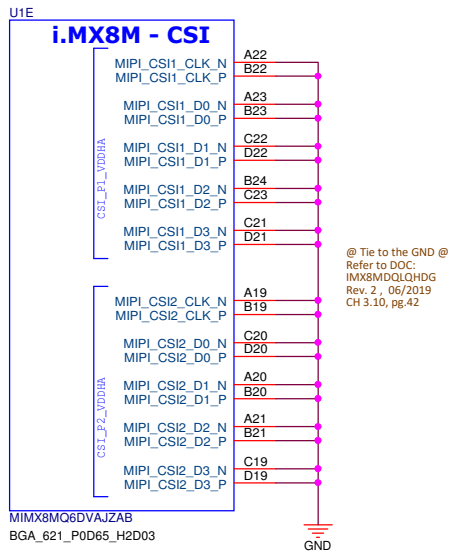 U1E
i.MX8M - CSI
MIPI_CSI1_CLK_N A22
MIPI_CSI1_CLK_P B22
MIPI_CSI1_D0_N A23
MIPI_CSI1_D0_P B23
MIPI_CSI1_D1_N C22
MIPI_CSI1_D1_P D22
MIPI_CSI1_D2_N B24
MIPI_CSI1_D2_P C23
MIPI_CSI1_D3_N C21
MIPI_CSI1_D3_P D21
CSI_P1_VDDHA
@ Tie to the GND @
Refer to DOC:
IMX8MDQLQHDG
Rev. 2 , 06/2019
CH 3.10, pg.42
MIPI_CSI2_CLK_N A19
MIPI_CSI2_CLK_P B19
MIPI_CSI2_D0_N C20
MIPI_CSI2_D0_P D20
MIPI_CSI2_D1_N A20
MIPI_CSI2_D1_P B20
MIPI_CSI2_D2_N A21
MIPI_CSI2_D2_P B21
MIPI_CSI2_D3_N C19
MIPI_CSI2_D3_P D19
CSI_P2_VDDHA
MIMX8MQ6DVAJZAB
BGA_621_P0D65_H2D03
GND